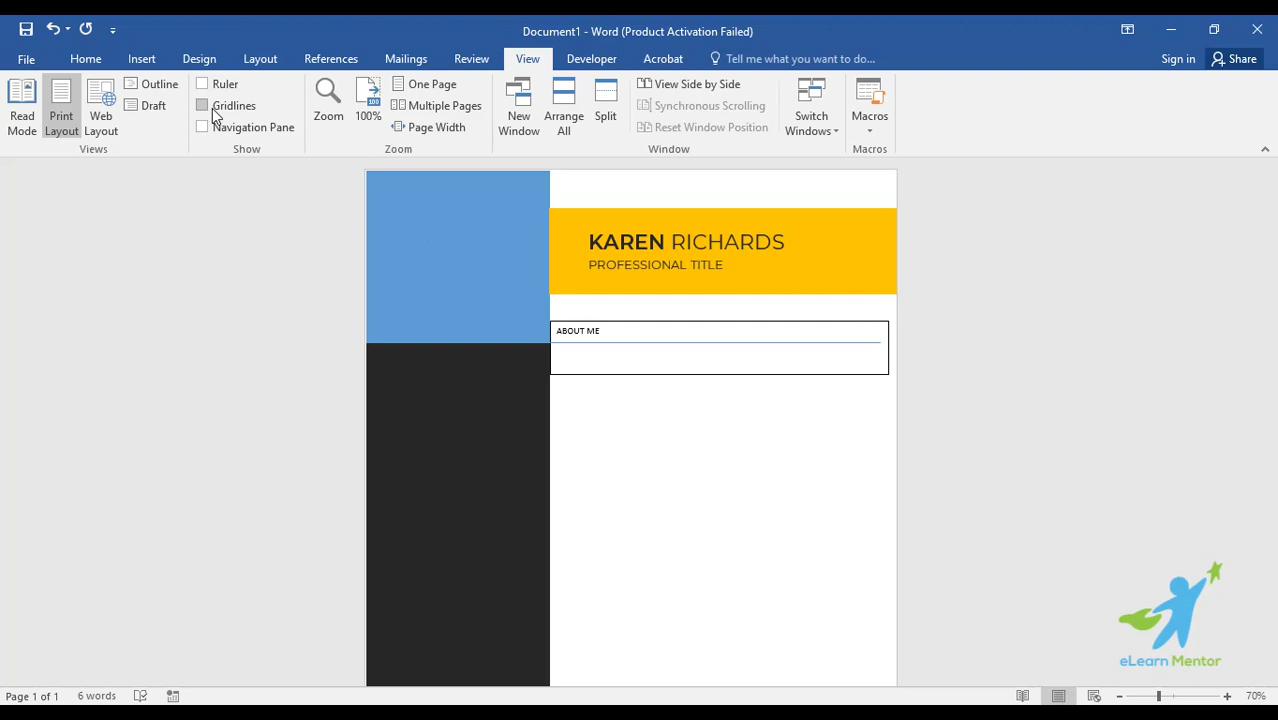 Document1 - Word (Product Activation Failed)
File Home Insert Design Layout References Mailings Review View Developer Acrobat Tell me what you want to do... Sign in Share
Read Mode
Print Layout
Web Layout
Outline
Draft
Views
Ruler
Gridlines
Navigation Pane
Show
Zoom
100
100%
One Page
Multiple Pages
Page Width
Zoom
New Window
Arrange All
Split
View Side by Side
Synchronous Scrolling
Reset Window Position
Switch Windows
Window
Macros
Macros
KAREN RICHARDS
PROFESSIONAL TITLE
ABOUT ME
eLearn Mentor
Page 1 of 1 6 words 70%